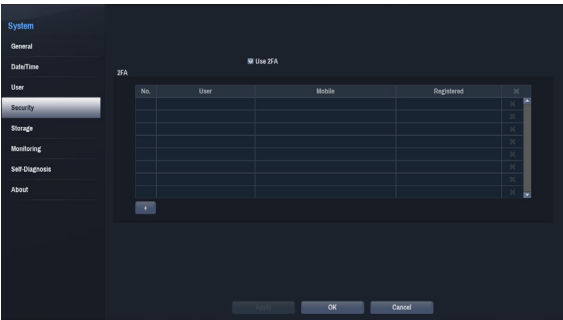 System
General
Date/Time
User
Security
Storage
Monitoring
Self-Diagnosis
About
Use 2FA
2FA
No. User Mobile Registered
+
Apply OK Cancel